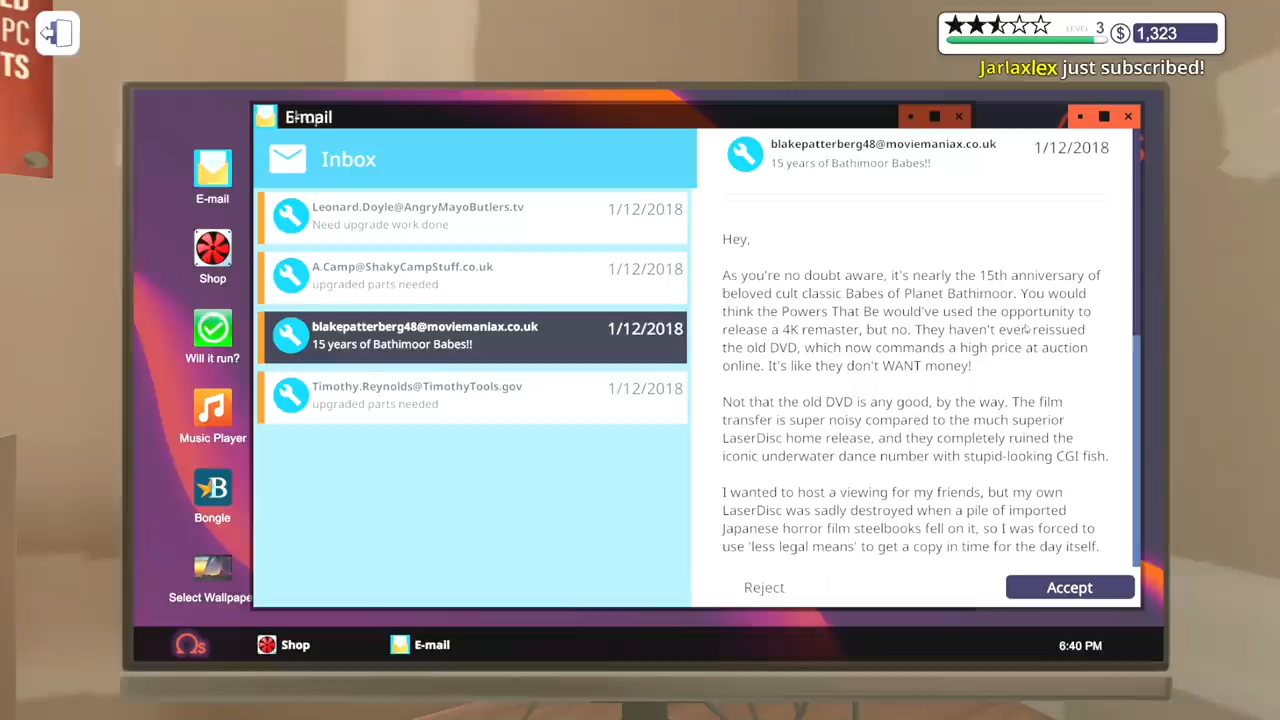 PC
TS
LEVEL 3
$ 1,323
Jarlaxlex just subscribed!
E-mail
Inbox
Leonard.Doyle@AngryMayoButlers.tv 1/12/2018
Need upgrade work done
A.Camp@ShakyCampStuff.co.uk 1/12/2018
upgraded parts needed
blakepatterberg48@moviemaniax.co.uk 1/12/2018
15 years of Bathimoor Babes!!
Timothy.Reynolds@TimothyTools.gov 1/12/2018
upgraded parts needed
blakepatterberg48@moviemaniax.co.uk 1/12/2018
15 years of Bathimoor Babes!!
Hey,
As you're no doubt aware, it's nearly the 15th anniversary of
beloved cult classic Babes of Planet Bathimoor. You would
think the Powers That Be would've used the opportunity to
release a 4K remaster, but no. They haven't even reissued
the old DVD, which now commands a high price at auction
online. It's like they don't WANT money!
Not that the old DVD is any good, by the way. The film
transfer is super noisy compared to the much superior
LaserDisc home release, and they completely ruined the
iconic underwater dance number with stupid-looking CGI fish.
I wanted to host a viewing for my friends, but my own
LaserDisc was sadly destroyed when a pile of imported
Japanese horror film steelbooks fell on it, so I was forced to
use 'less legal means' to get a copy in time for the day itself.
Reject
Accept
E-mail
Shop
Will it run?
Music Player
B
Bongle
Select Wallpape
Ωs
Shop
E-mail
6:40 PM